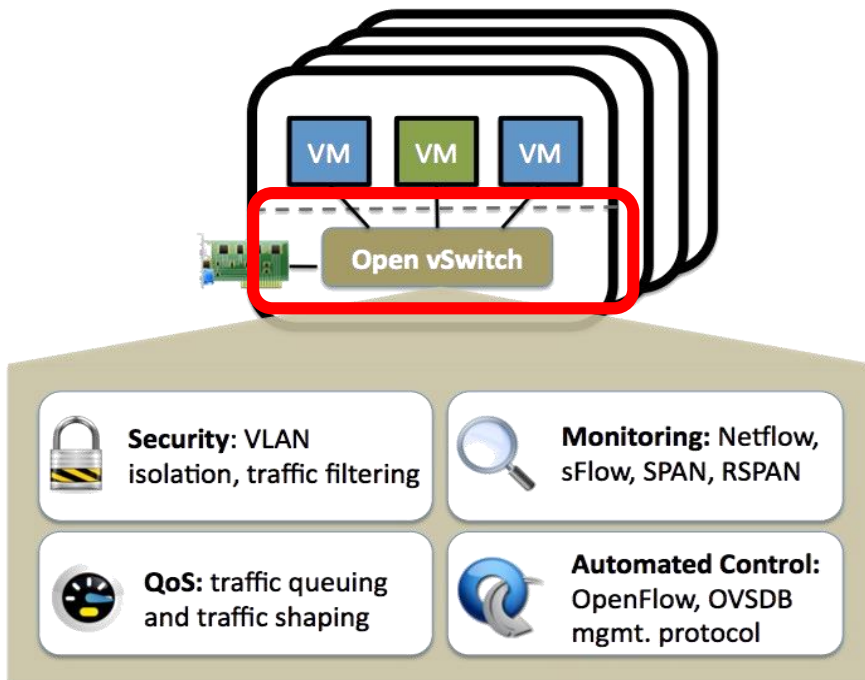 VM VM VM
Open vSwitch
Security: VLAN
isolation, traffic filtering
Monitoring: Netflow,
sFlow, SPAN, RSPAN
QoS: traffic queuing
and traffic shaping
Automated Control:
OpenFlow, OVSDB
mgmt. protocol